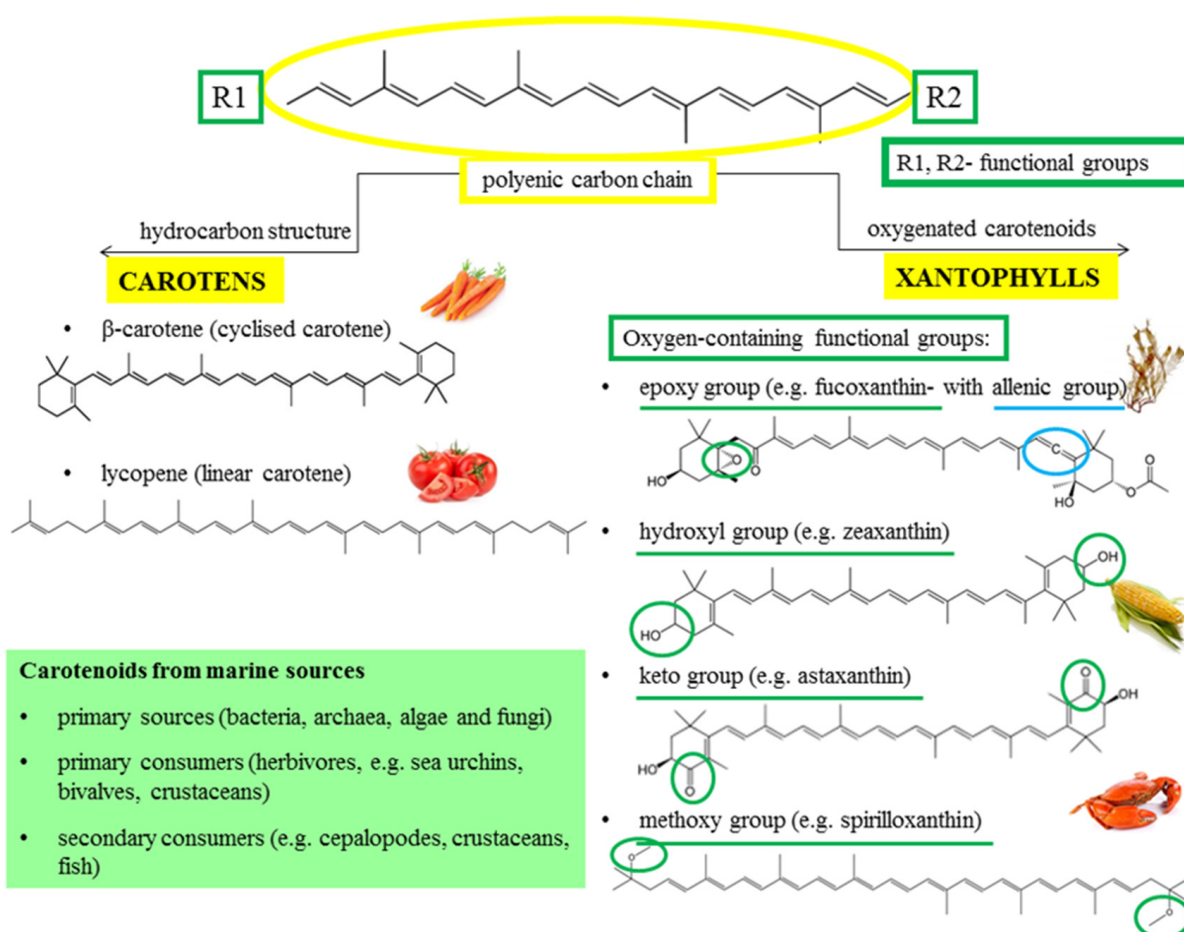 R1
R2
polyenic carbon chain
R1, R2- functional groups
hydrocarbon structure
oxygenated carotenoids
CAROTENS
XANTOPHYLLS
• β-carotene (cyclised carotene)
• lycopene (linear carotene)
Carotenoids from marine sources
• primary sources (bacteria, archaea, algae and fungi)
• primary consumers (herbivores, e.g. sea urchins,
bivalves, crustaceans)
• secondary consumers (e.g. cepalopodes, crustaceans,
fish)
Oxygen-containing functional groups:
• epoxy group (e.g. fucoxanthin- with allenic group)
O
O
C
O
HO
HO
O
• hydroxyl group (e.g. zeaxanthin)
OH
HO
• keto group (e.g. astaxanthin)
O
OH
HO
O
• methoxy group (e.g. spirilloxanthin)
O
O